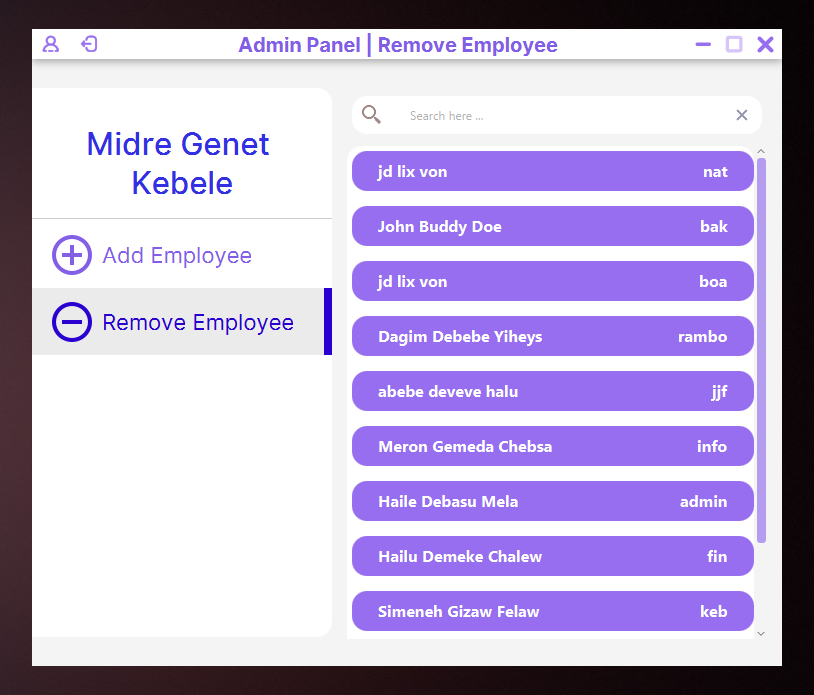 Admin Panel | Remove Employee
Midre Genet
Kebele
Add Employee
Remove Employee
Search here ...
jd lix von nat
John Buddy Doe bak
jd lix von boa
Dagim Debebe Yiheys rambo
abebe deveve halu jjf
Meron Gemeda Chebsa info
Haile Debasu Mela admin
Hailu Demeke Chalew fin
Simeneh Gizaw Felaw keb